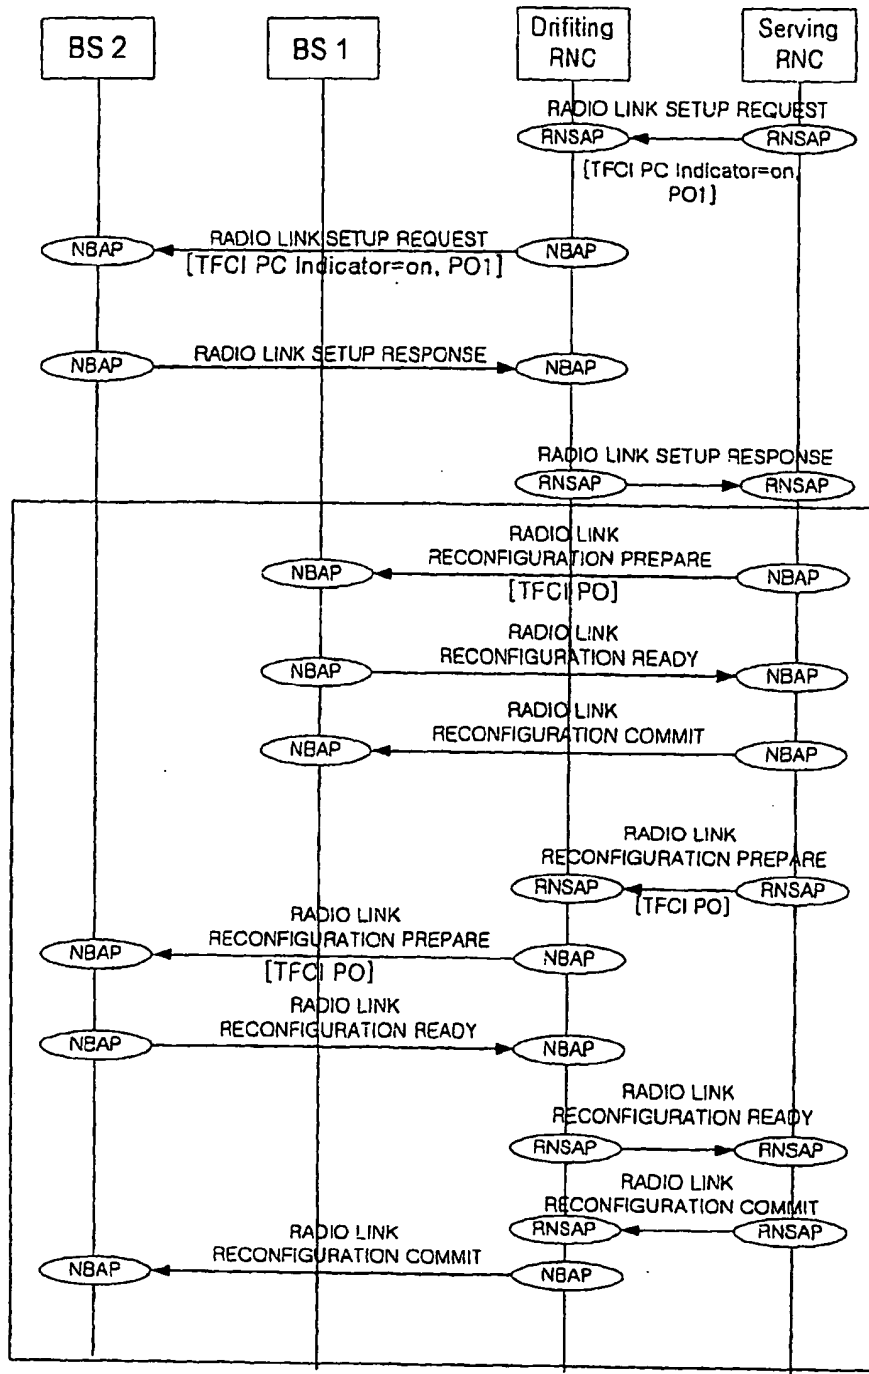 BS 2
BS 1
Drifiting
RNC
Serving
RNC
RADIO LINK SETUP REQUEST
RNSAP
RNSAP
[TFCI PC Indicator=on,
PO1]
RADIO LINK SETUP REQUEST
NBAP
NBAP
[TFCI PC Indicator=on, PO1]
RADIO LINK SETUP RESPONSE
NBAP
NBAP
RADIO LINK SETUP RESPONSE
RNSAP
RNSAP
RADIO LINK
RECONFIGURATION PREPARE
NBAP
NBAP
[TFCI PO]
RADIO LINK
RECONFIGURATION READY
NBAP
NBAP
RADIO LINK
RECONFIGURATION COMMIT
NBAP
NBAP
RADIO LINK
RECONFIGURATION PREPARE
RNSAP
RNSAP
[TFCI PO]
RADIO LINK
RECONFIGURATION PREPARE
NBAP
NBAP
[TFCI PO]
RADIO LINK
RECONFIGURATION READY
NBAP
NBAP
RADIO LINK
RECONFIGURATION READY
RNSAP
RNSAP
RADIO LINK
RECONFIGURATION COMMIT
RNSAP
RNSAP
RADIO LINK
RECONFIGURATION COMMIT
NBAP
NBAP